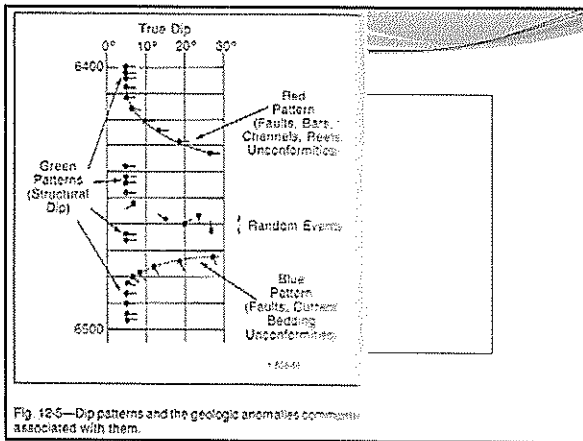 True Dip
0° 10° 20° 30°
6400
Red
Pattern
(Faults, Bars,
Channels, Reefs,
Unconformities)
Green
Patterns
(Structural
Dip)
Random Events
Blue
Pattern
(Faults, Current
Bedding
Unconformities)
6500
Fig. 12-5—Dip patterns and the geologic anomalies
associated with them.